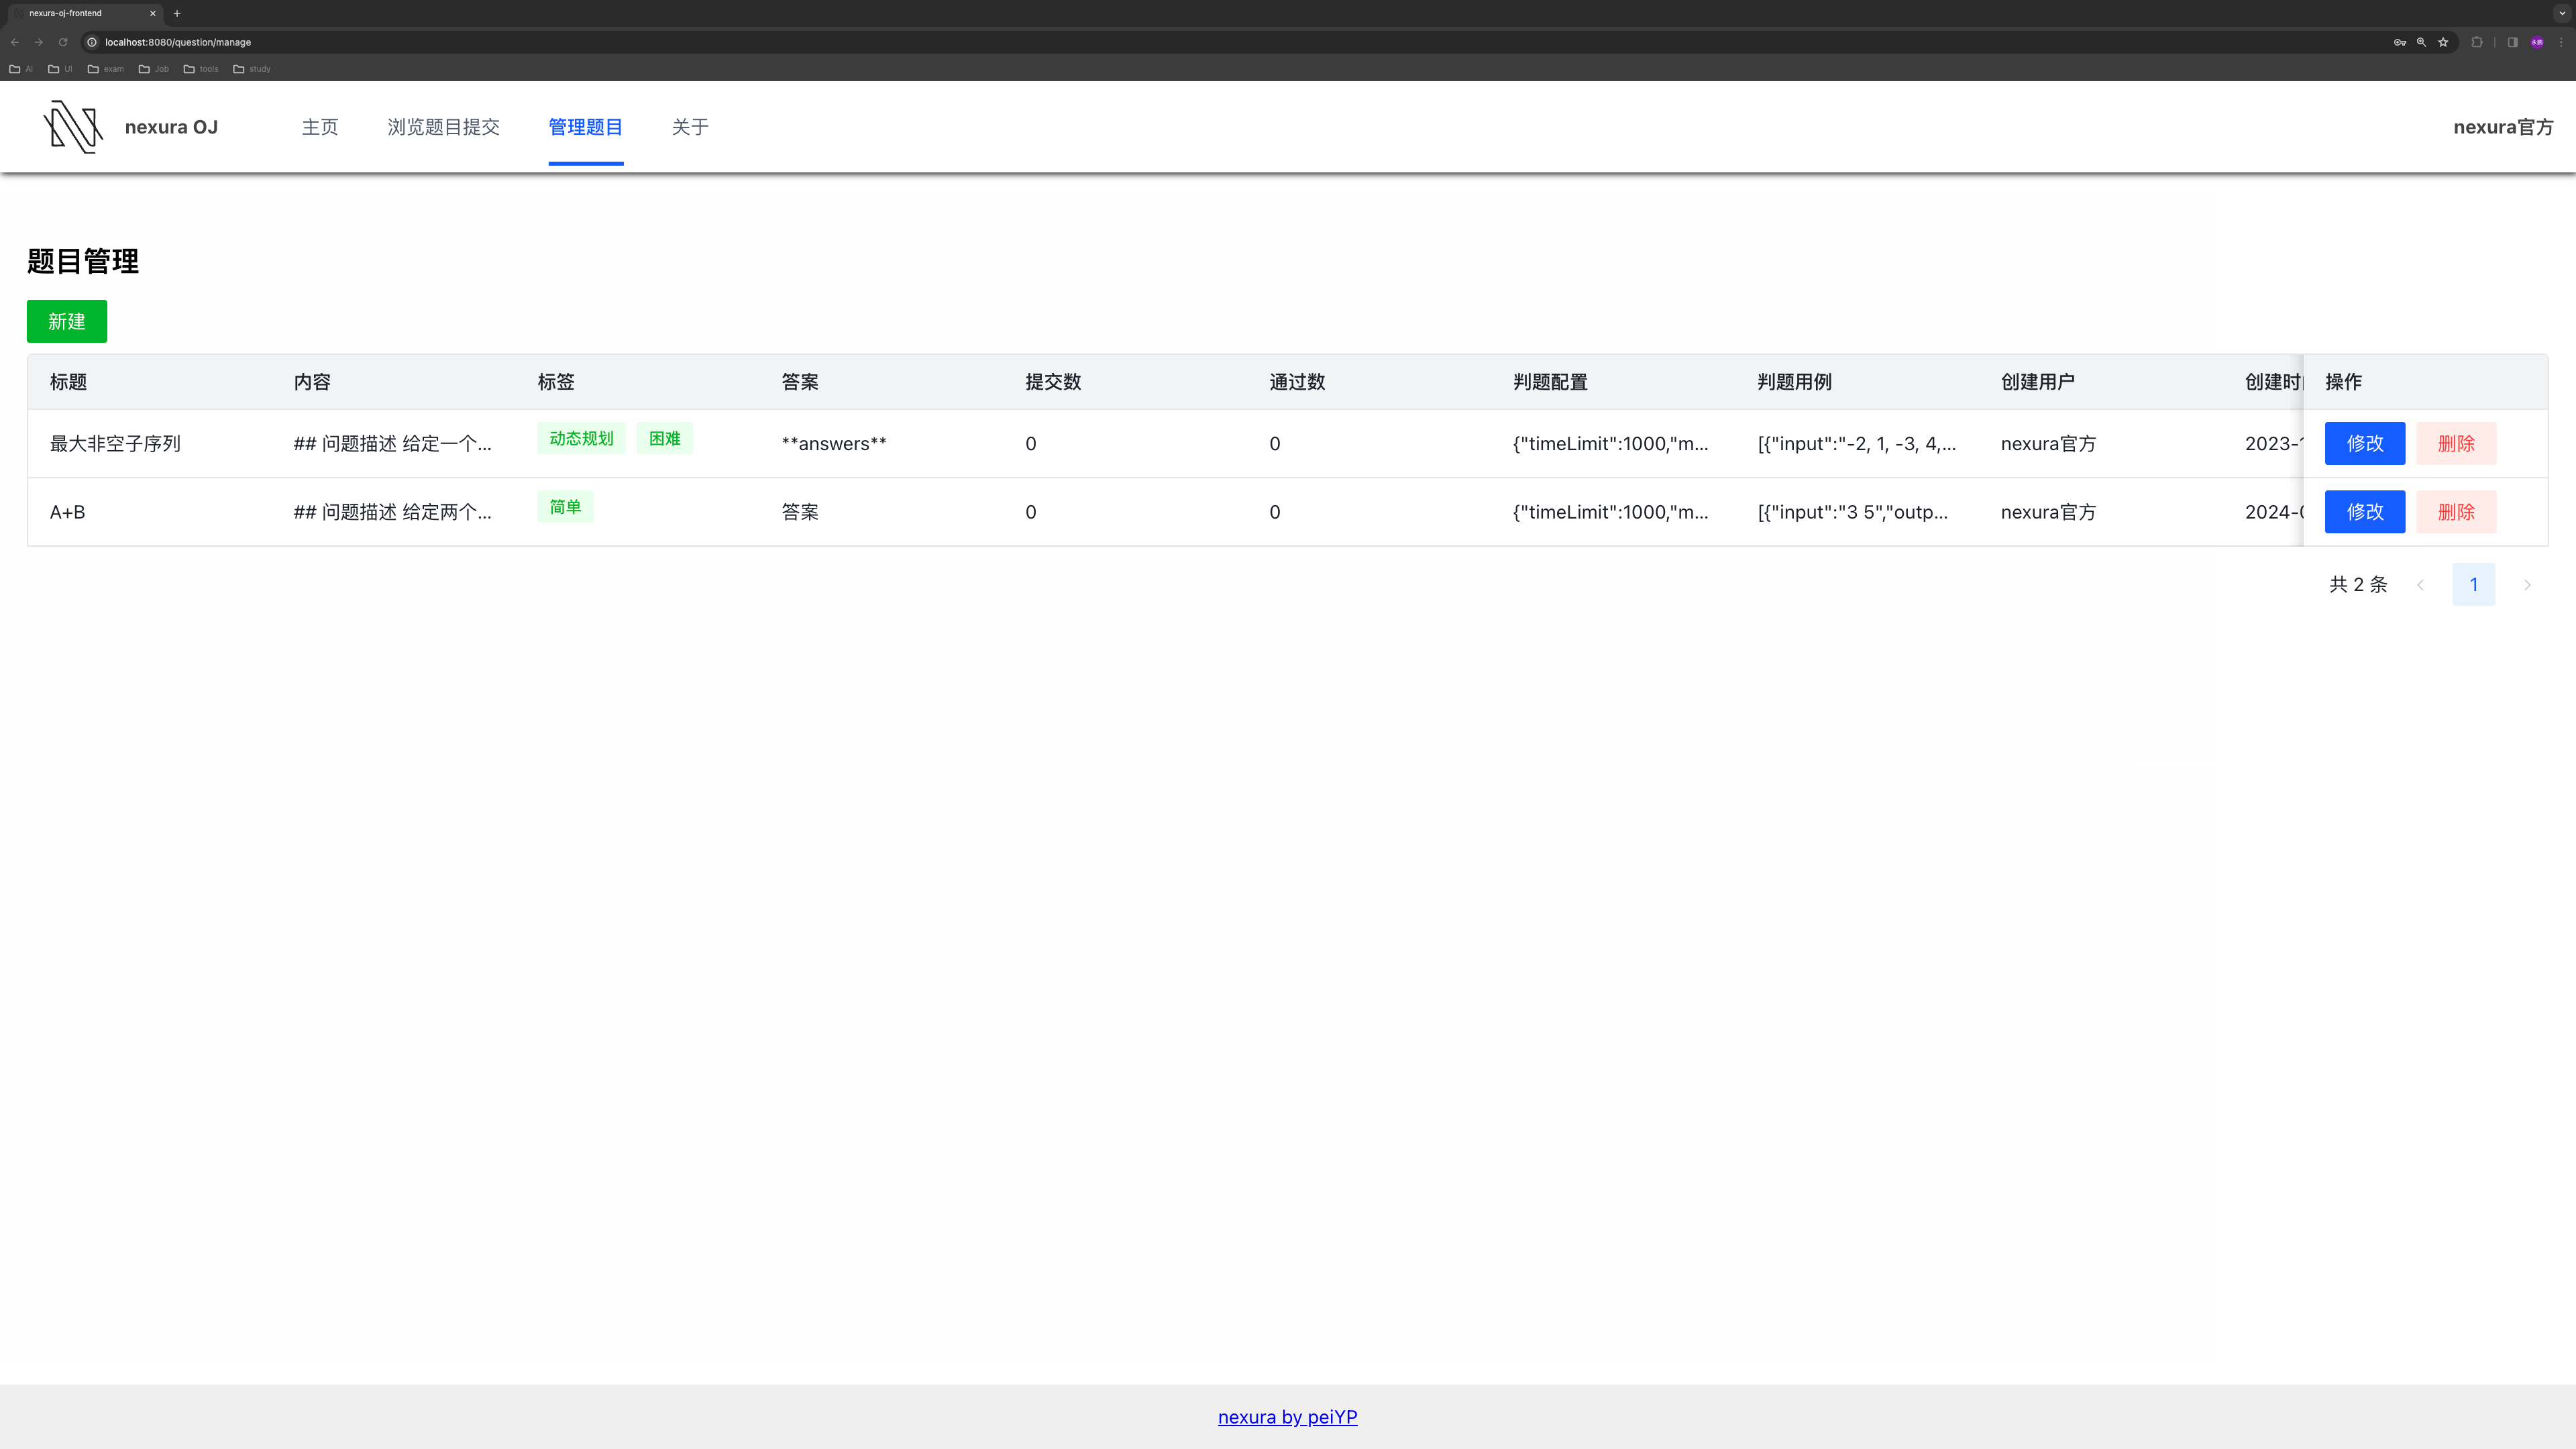 nexura-oj-frontend
localhost:8080/question/manage
AI UI exam Job tools study
nexura OJ 主页 浏览题目提交 管理题目 关于 nexura官方
题目管理
新建
标题 内容 标签 答案 提交数 通过数 判题配置 判题用例 创建用户 创建时 操作
最大非空子序列 ## 问题描述 给定一个... 动态规划 困难 **answers** 0 0 {"timeLimit":1000,"m... [{"input":"-2, 1, -3, 4,... nexura官方 2023-1 修改 删除
A+B ## 问题描述 给定两个... 简单 答案 0 0 {"timeLimit":1000,"m... [{"input":"3 5","outp... nexura官方 2024-0 修改 删除
共 2 条 1
nexura by peiYP